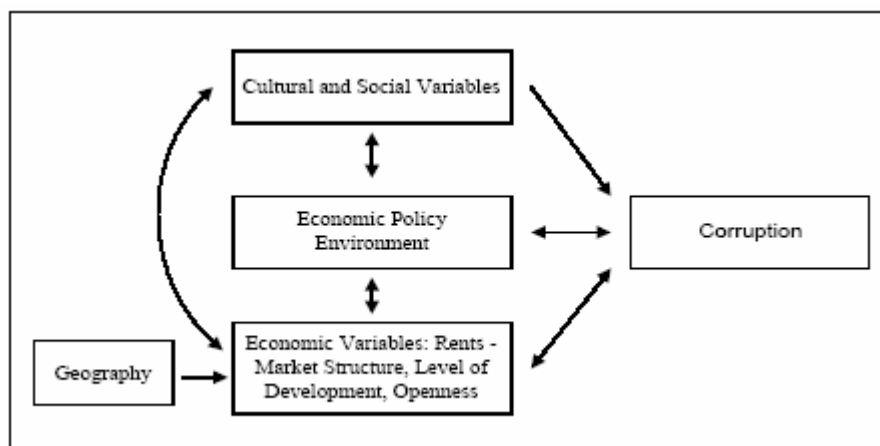 Cultural and Social Variables
Economic Policy
Environment
Corruption
Economic Variables: Rents -
Market Structure, Level of
Development, Openness
Geography